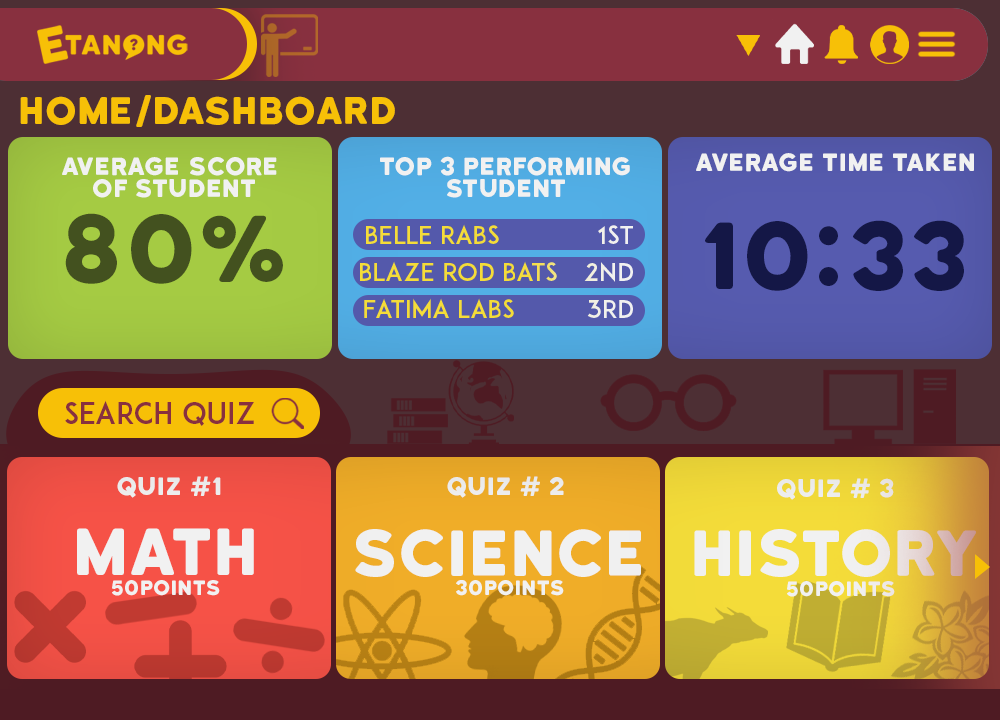 ETANONG
HOME/DASHBOARD
AVERAGE SCORE
OF STUDENT
80%
TOP 3 PERFORMING
STUDENT
BELLE RABS 1ST
BLAZE ROD BATS 2ND
FATIMA LABS 3RD
AVERAGE TIME TAKEN
10:33
SEARCH QUIZ
QUIZ #1
MATH
50POINTS
QUIZ # 2
SCIENCE
30POINTS
QUIZ # 3
HISTORY
50POINTS